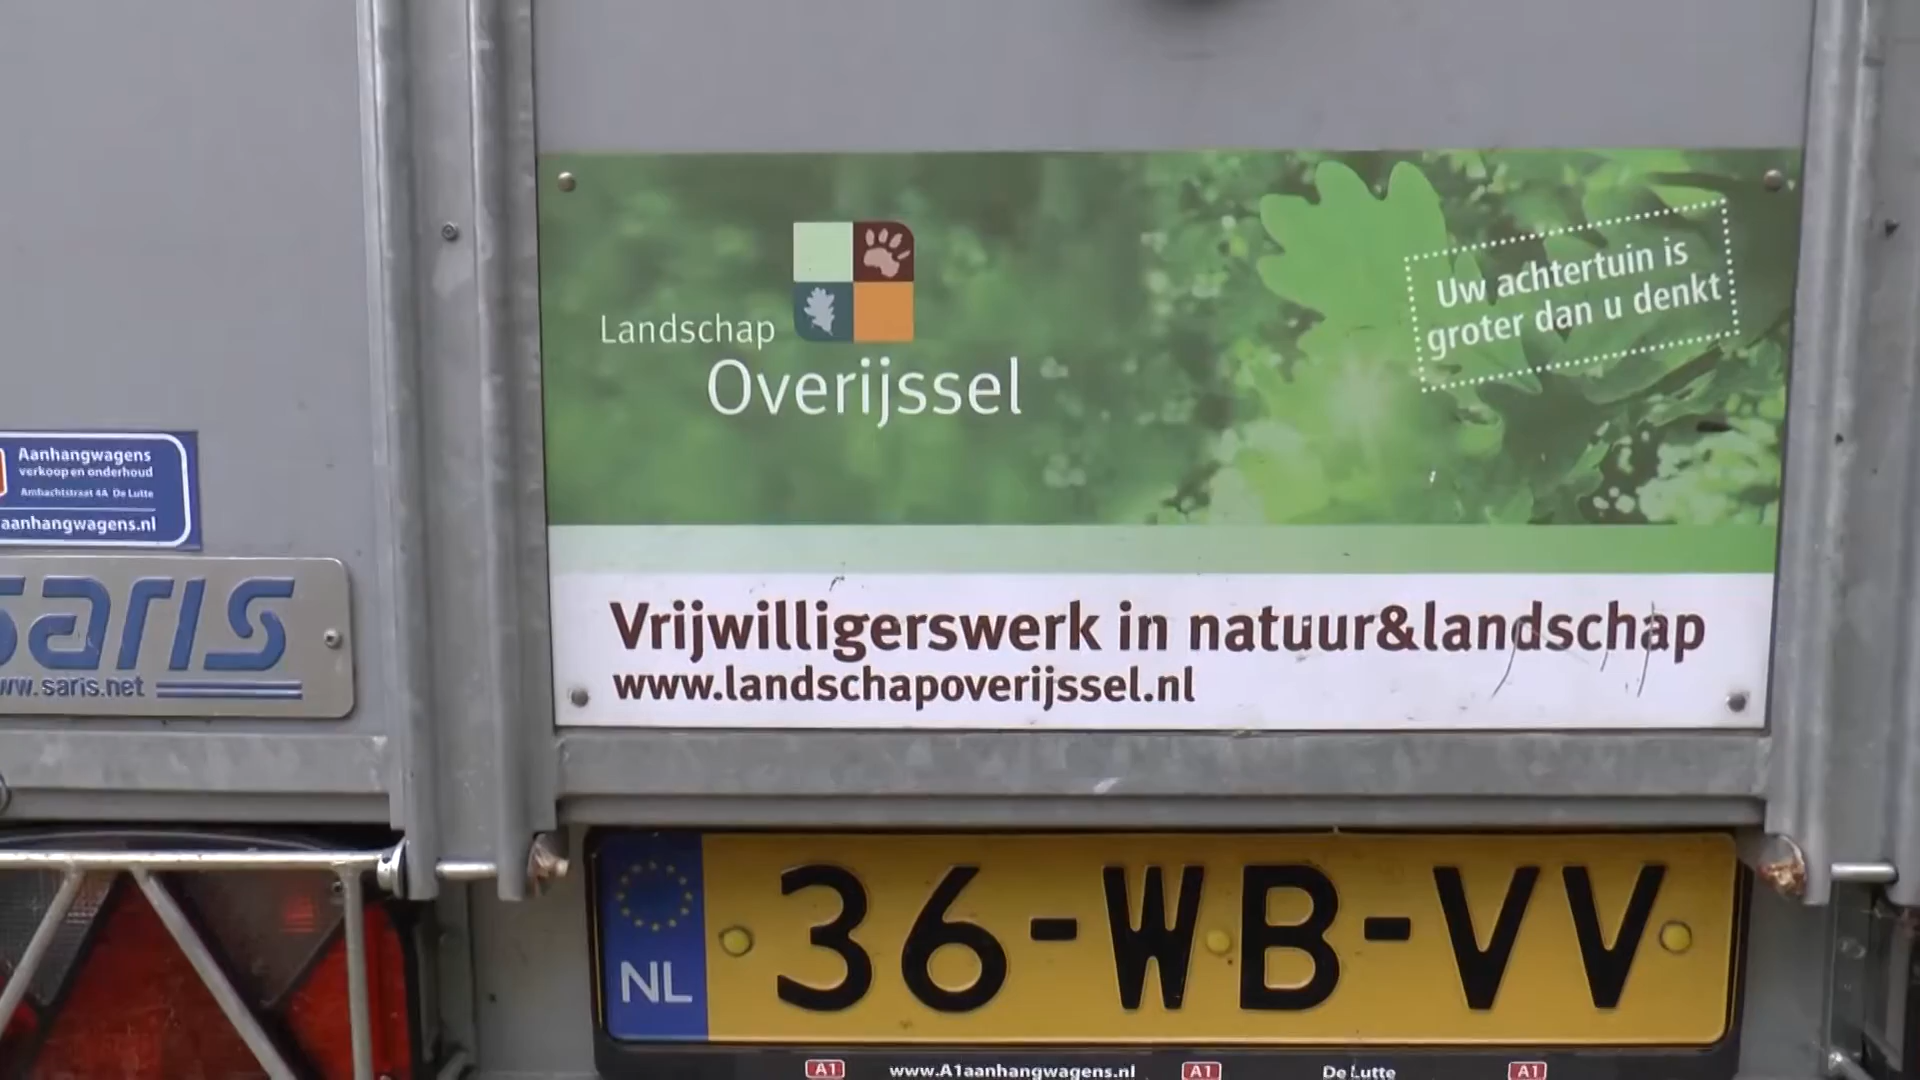 Landschap
Overijssel
Uw achtertuin is
groter dan u denkt
Vrijwilligerswerk in natuur&landschap
www.landschapoverijssel.nl
Aanhangwagens
verkoop en onderhoud
Ambachtstraat 4A De Lutte
aanhangwagens.nl
saris
www.saris.net
NL
36-WB-VV
A1 www.A1aanhangwagens.nl A1 De Lutte A1